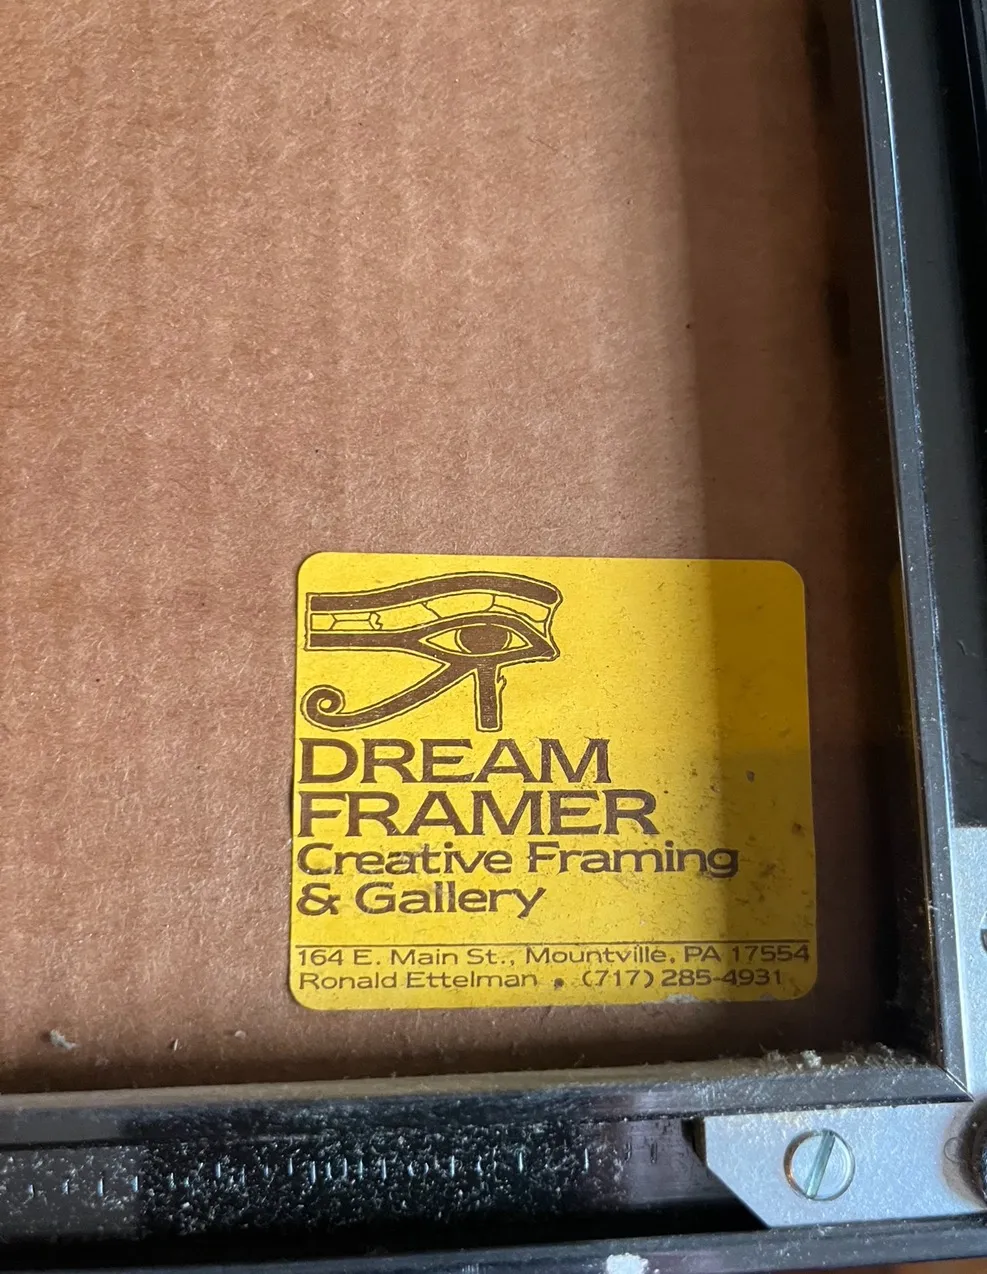 DREAM
FRAMER
Creative Framing
& Gallery
164 E. Main St., Mountville, PA 17554
Ronald Ettelman • (717) 285-4931